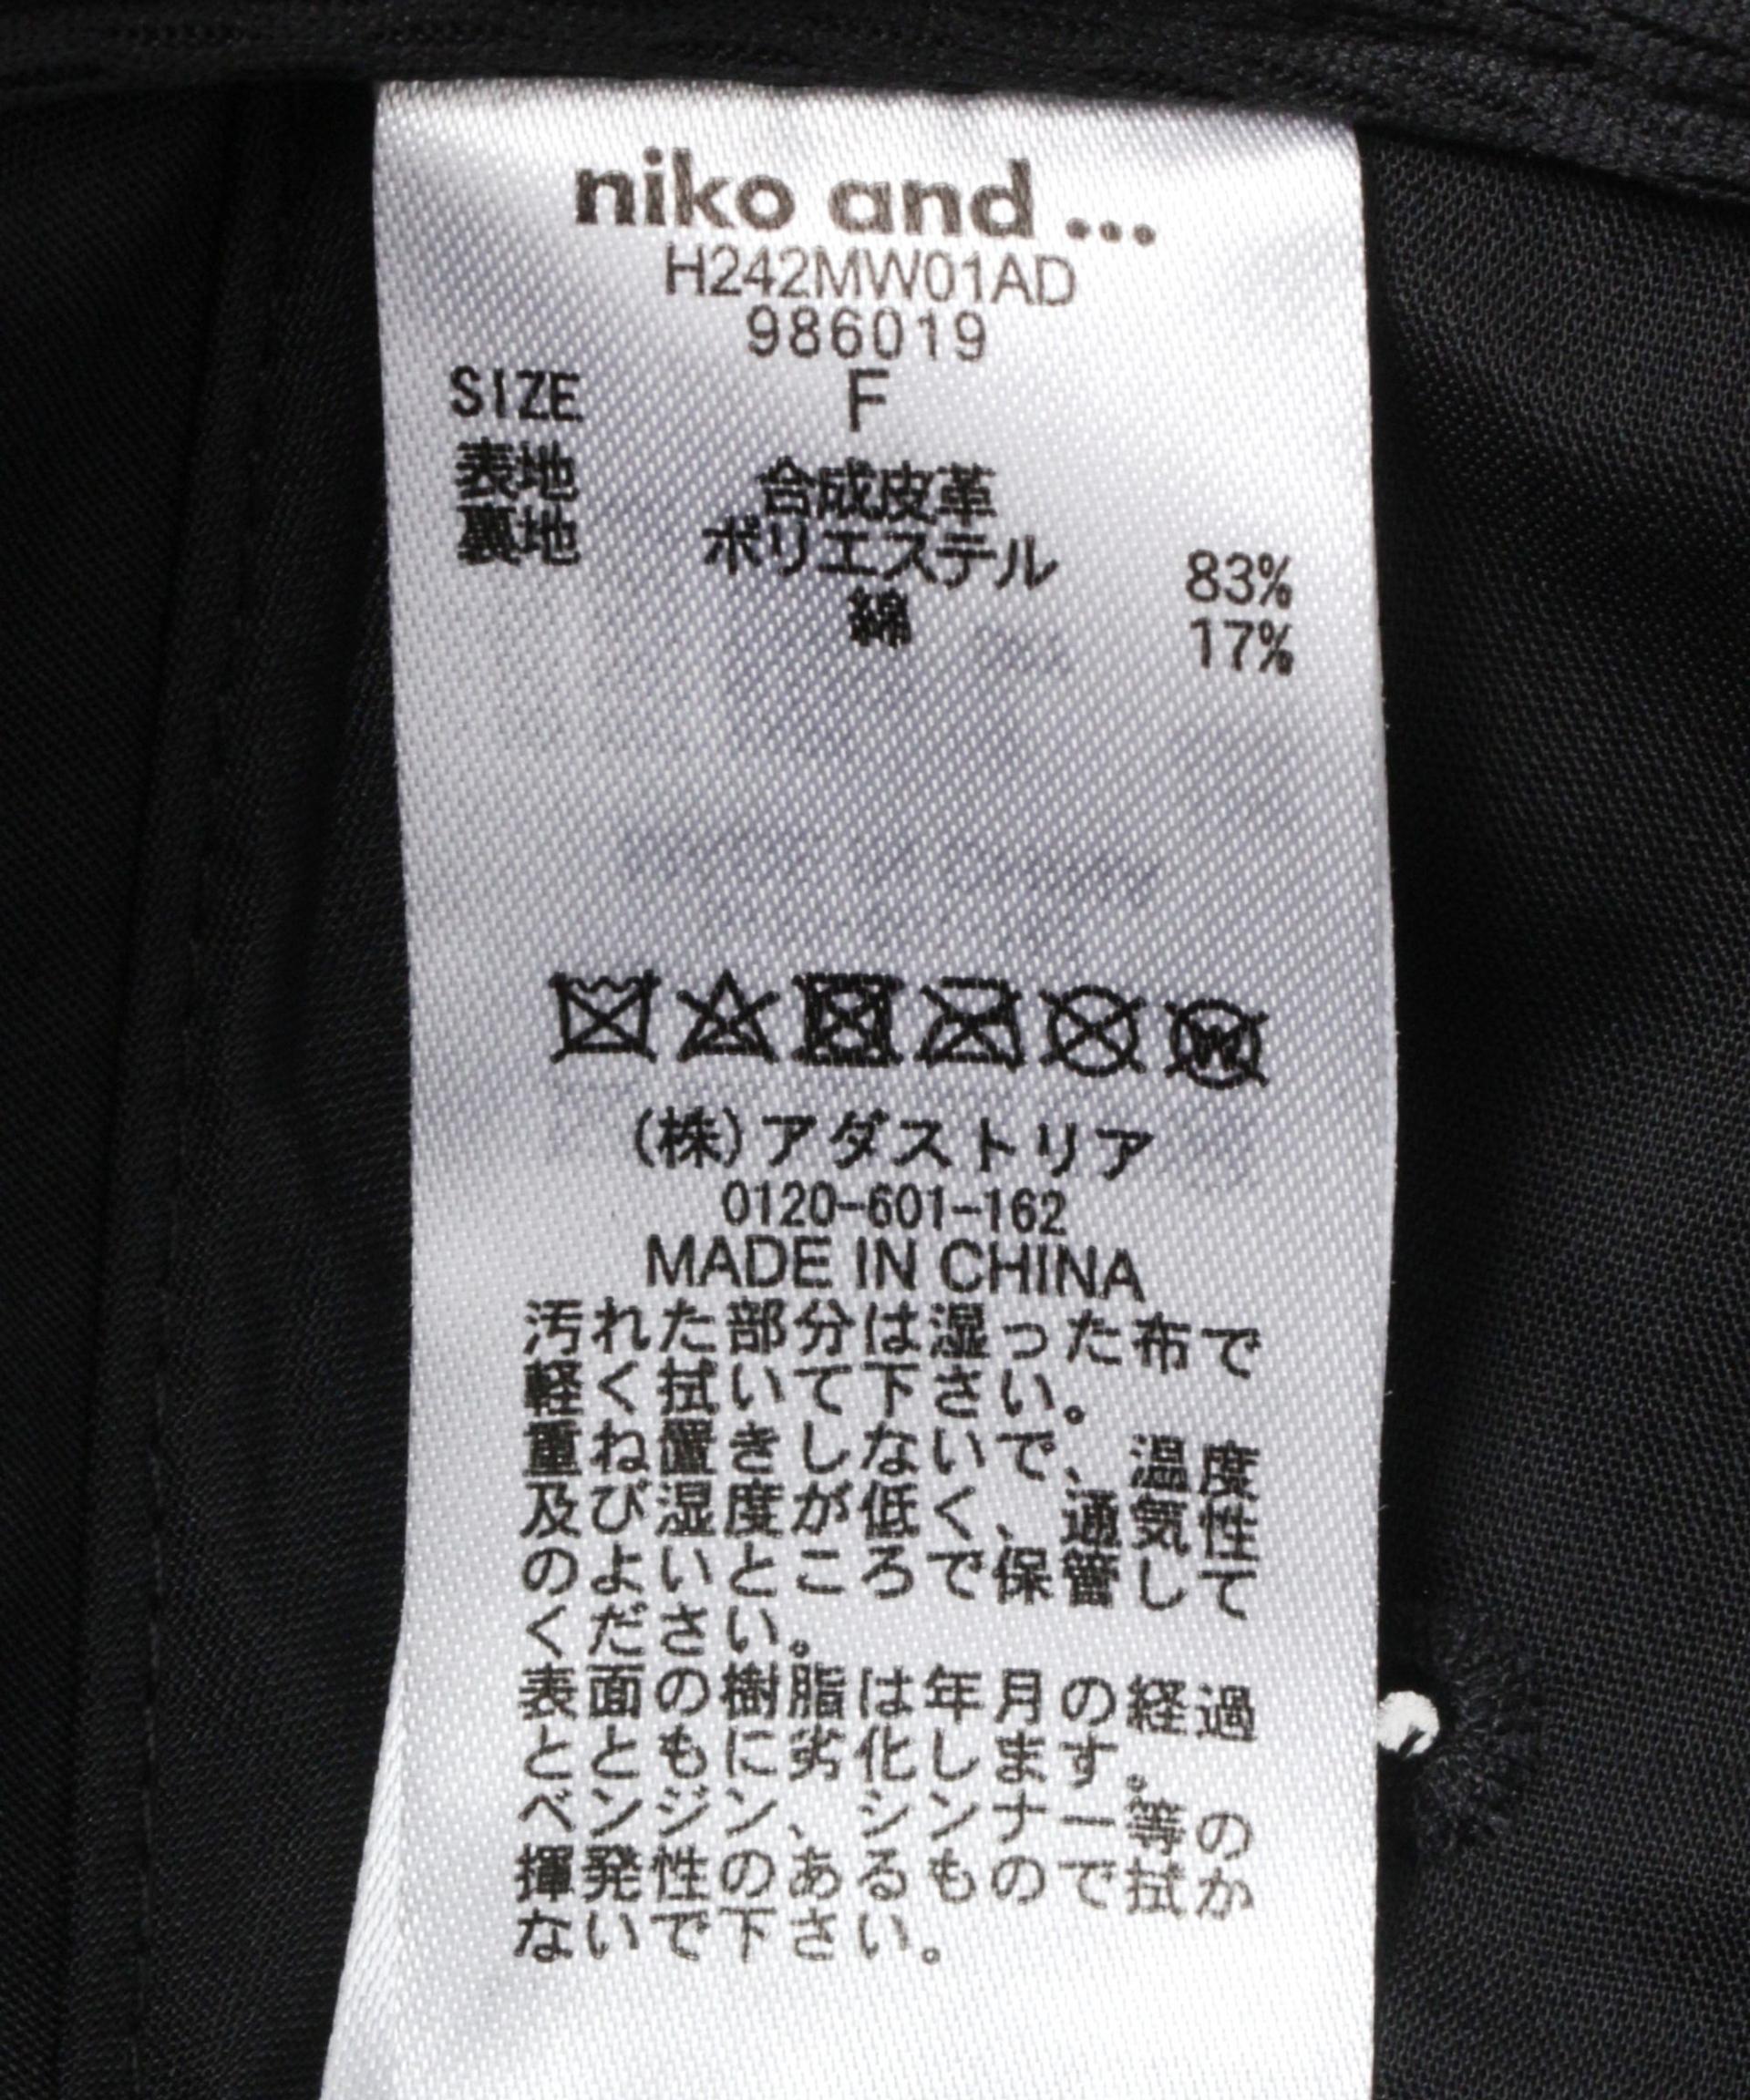 niko and ...
H242MW01AD
986019
SIZE F
表地 合成皮革
裏地 ポリエステル 83%
綿 17%
W
(株)アダストリア
0120-601-162
MADE IN CHINA
汚れた部分は湿った布で
軽く拭いて下さい。
重ね置きしないで、温度
及び湿度が低く、通気性
のよいところで保管して
ください。
表面の樹脂は年月の経過
とともに劣化します。
ベンジン、シンナー等の
揮発性のあるもので拭か
ないで下さい。